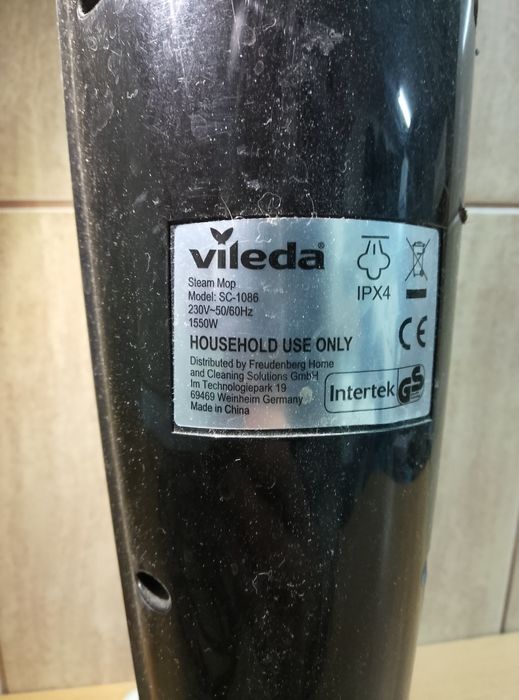 vileda®
Steam Mop
Model: SC-1086
230V~50/60Hz
1550W
IPX4
HOUSEHOLD USE ONLY
CE
Distributed by Freudenberg Home
and Cleaning Solutions GmbH
Im Technologiepark 19
69469 Weinheim Germany
Made in China
Intertek GS